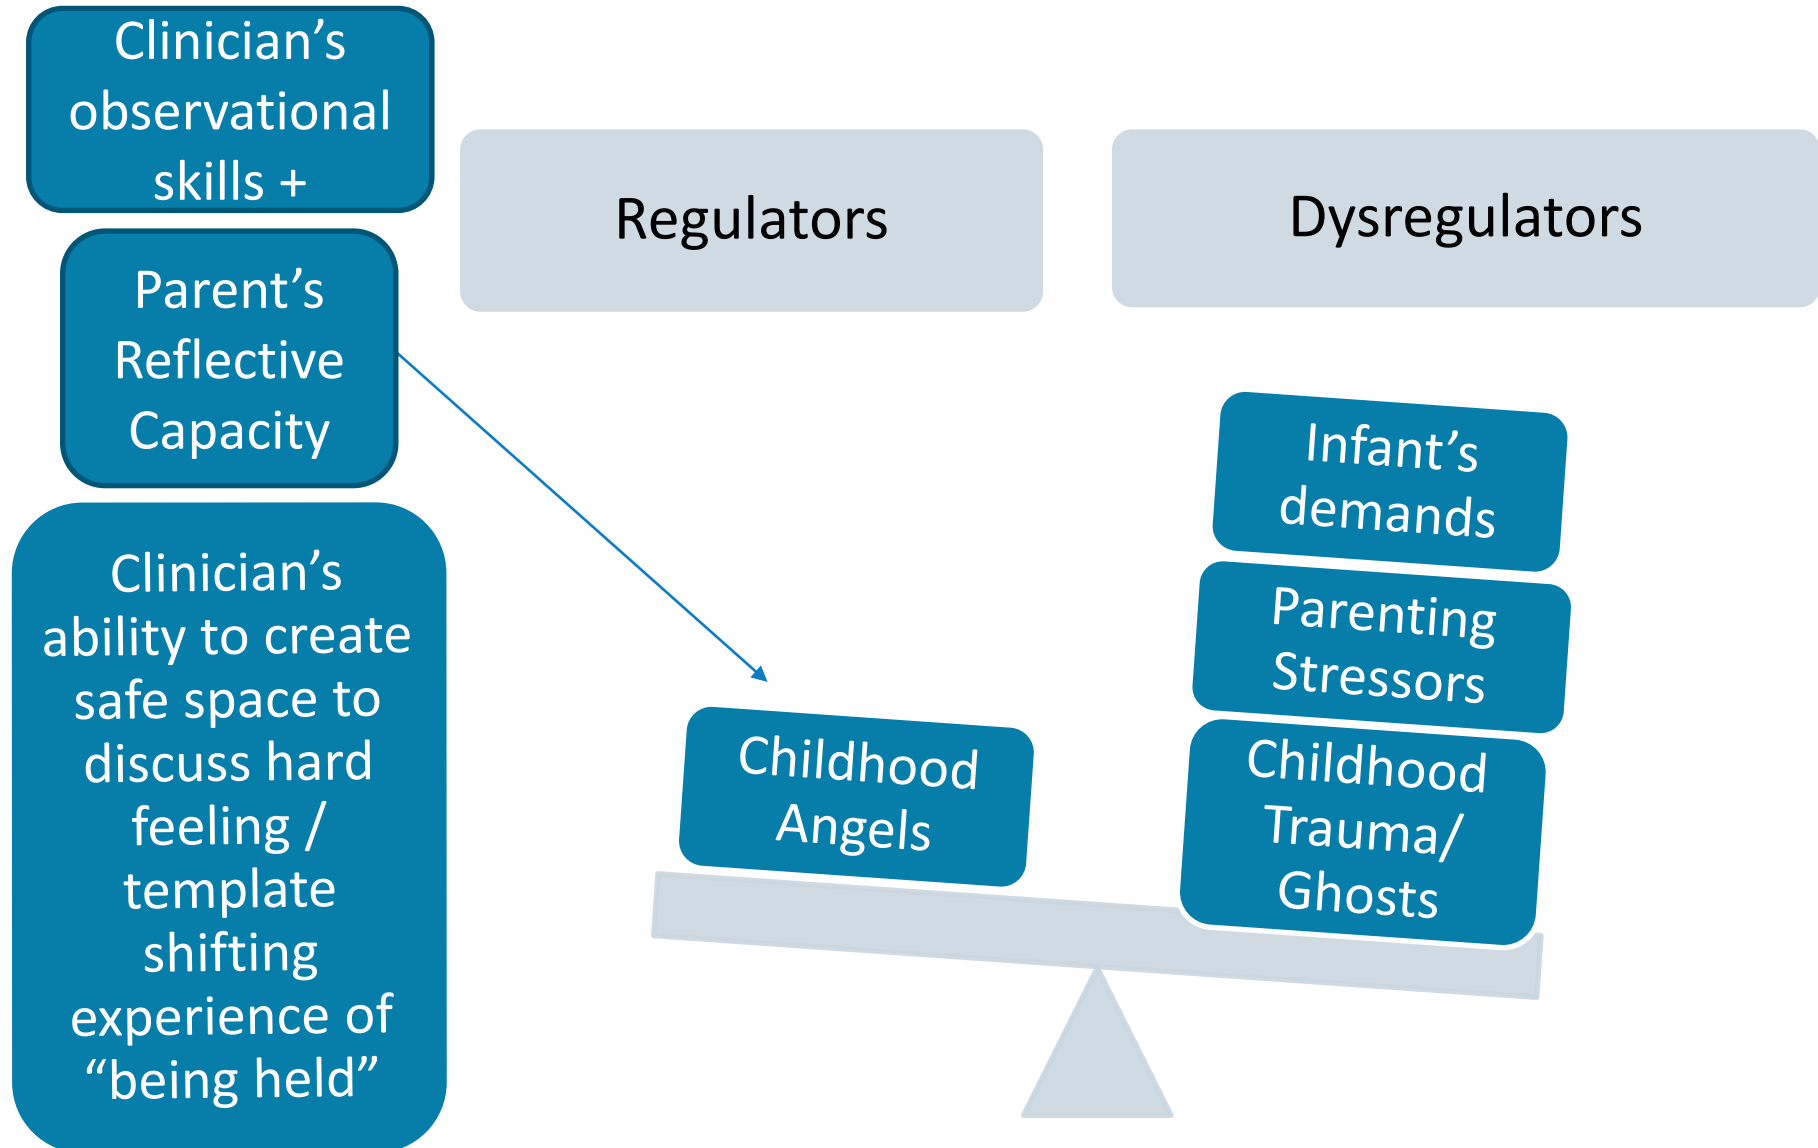 Clinician’s
observational
skills +
Parent’s
Reflective
Capacity
Clinician’s
ability to create
safe space to
discuss hard
feeling /
template
shifting
experience of
“being held”
Regulators
Dysregulators
Childhood
Angels
Infant’s
demands
Parenting
Stressors
Childhood
Trauma/
Ghosts